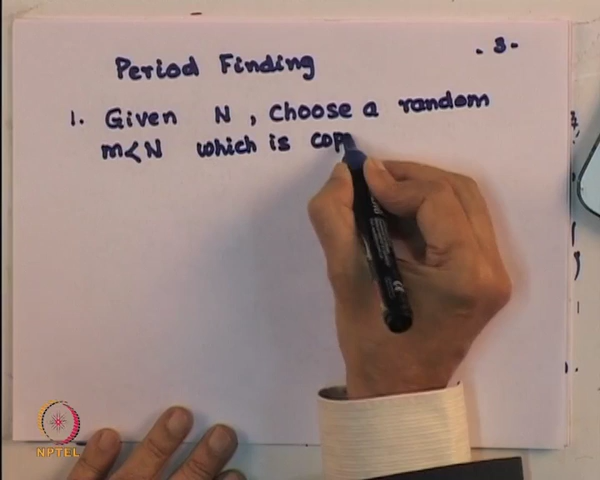 - 3 -
Period Finding
1. Given N, Choose a random
m<N which is cop
NPTEL